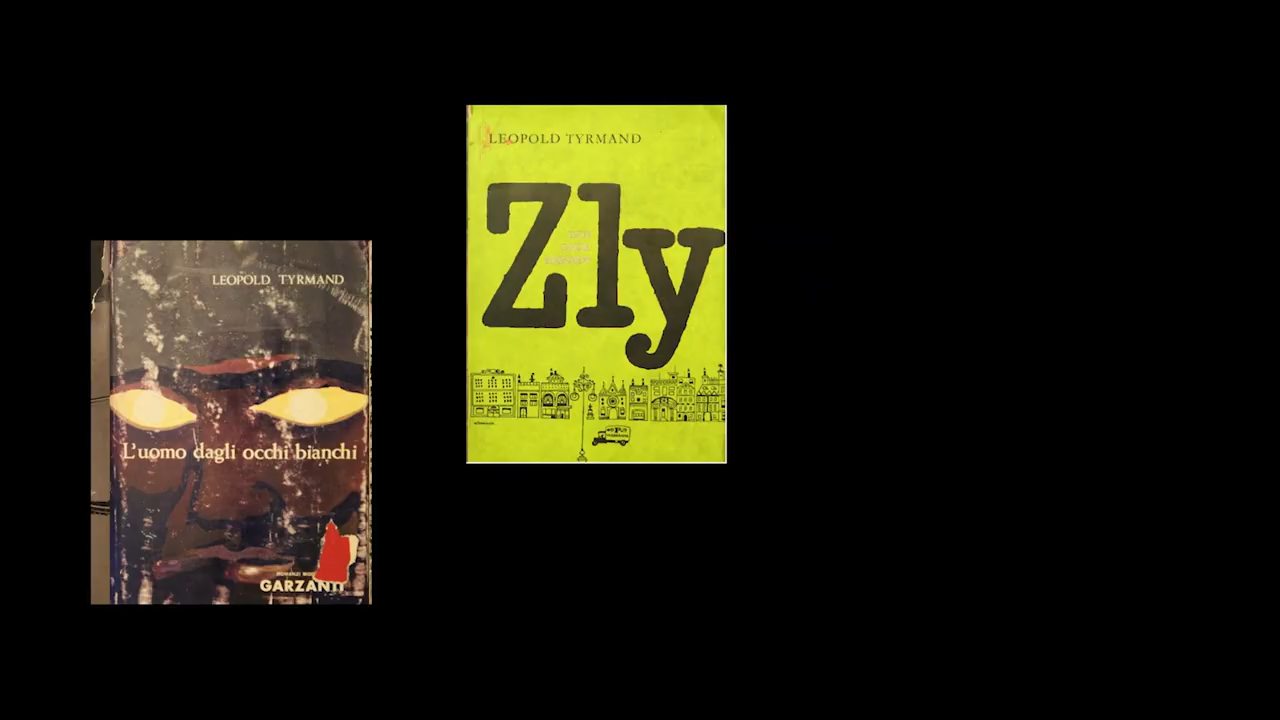 LEOPOLD TYRMAND
L'uomo dagli occhi bianchi
GARZANTI
LEOPOLD TYRMAND
Zly